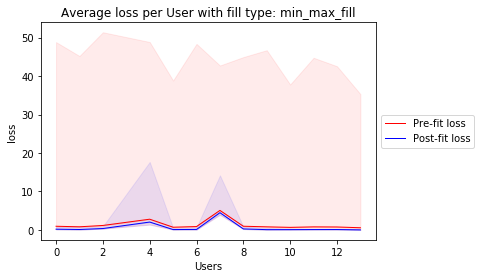 Average loss per User with fill type: min_max_fill
loss
50
40
30
20
10
0
0 2 4 6 8 10 12
Users
Pre-fit loss
Post-fit loss